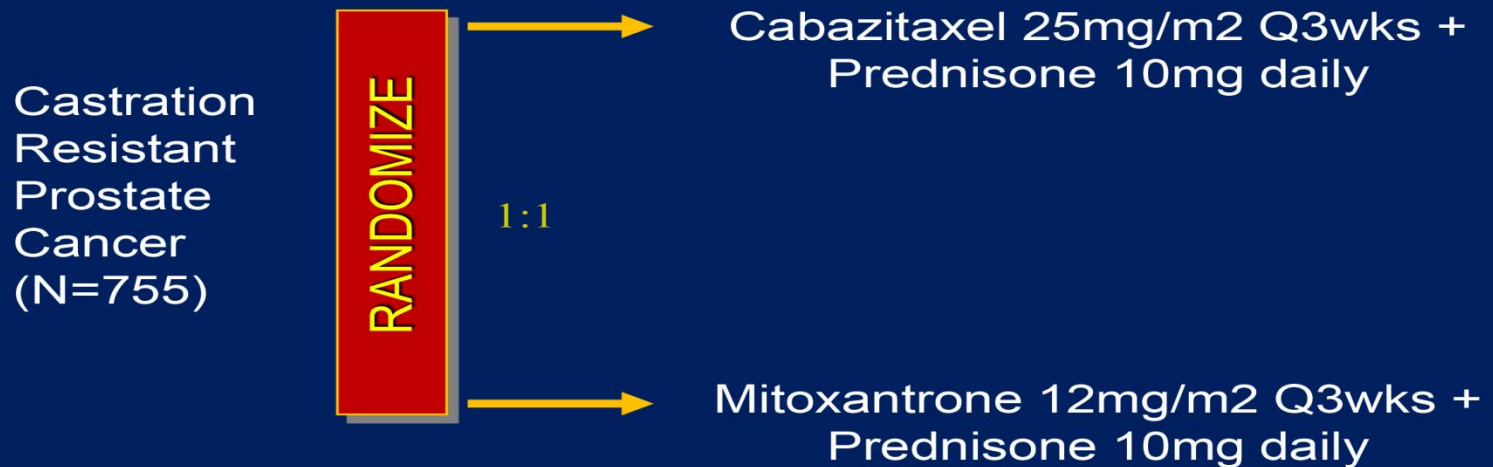 Castration
Resistant
Prostate
Cancer
(N=755)
RANDOMIZE
1:1
Cabazitaxel 25mg/m2 Q3wks +
Prednisone 10mg daily
Mitoxantrone 12mg/m2 Q3wks +
Prednisone 10mg daily